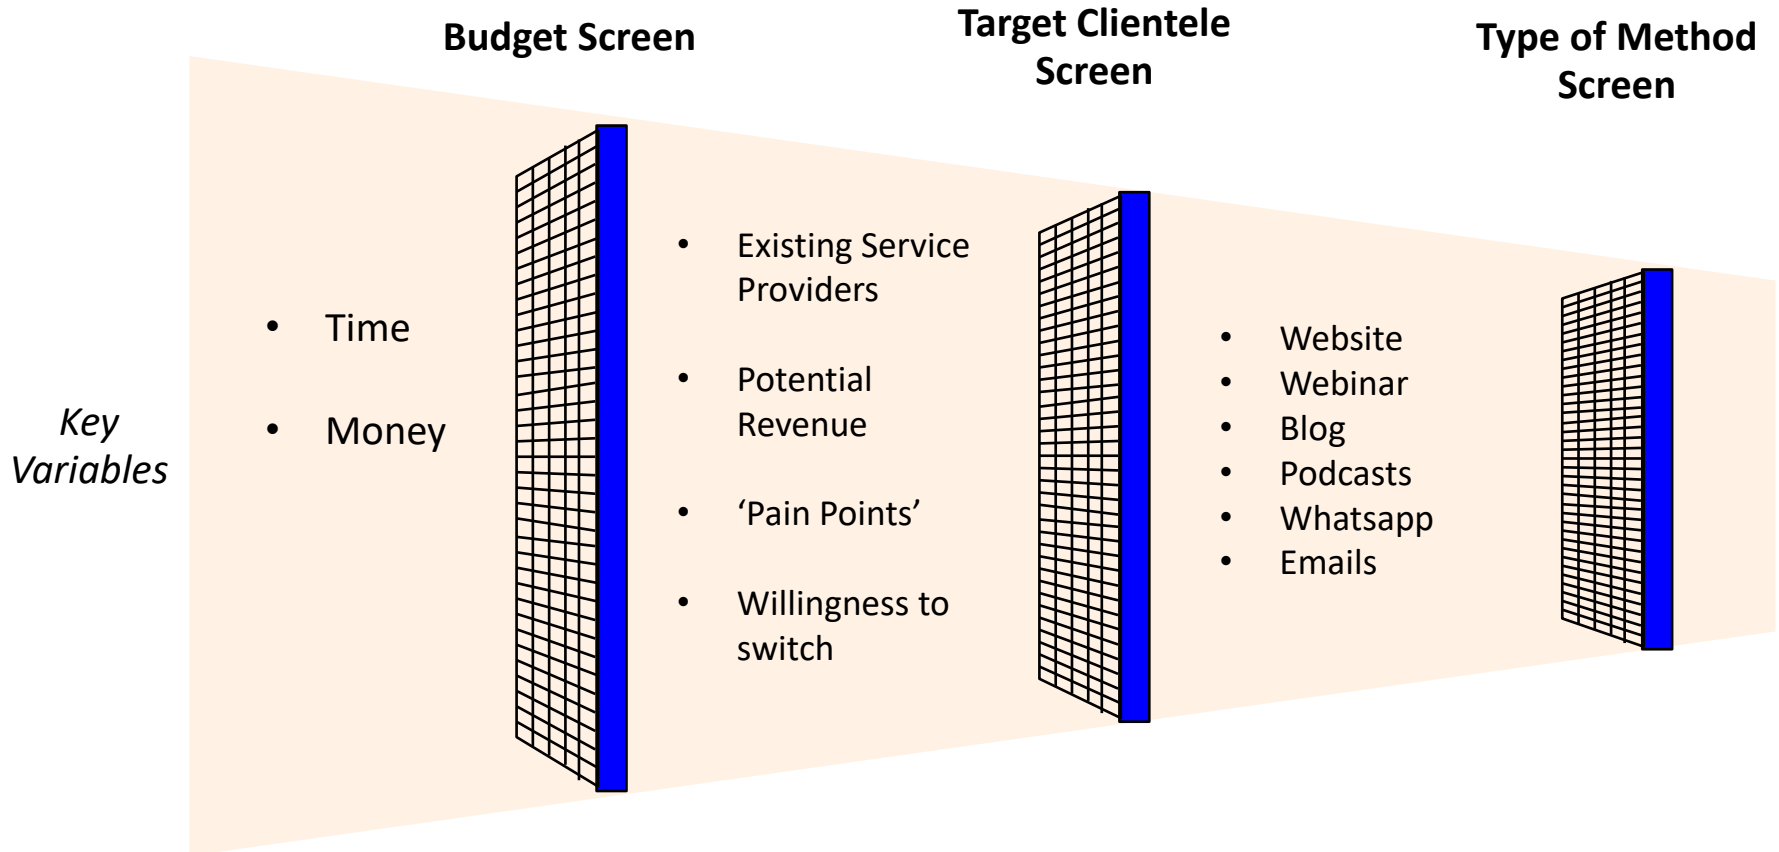 Budget Screen
Target Clientele
Screen
Type of Method
Screen
Key
Variables
• Time
• Money
• Existing Service
Providers
• Potential
Revenue
• ‘Pain Points’
• Willingness to
switch
• Website
• Webinar
• Blog
• Podcasts
• Whatsapp
• Emails